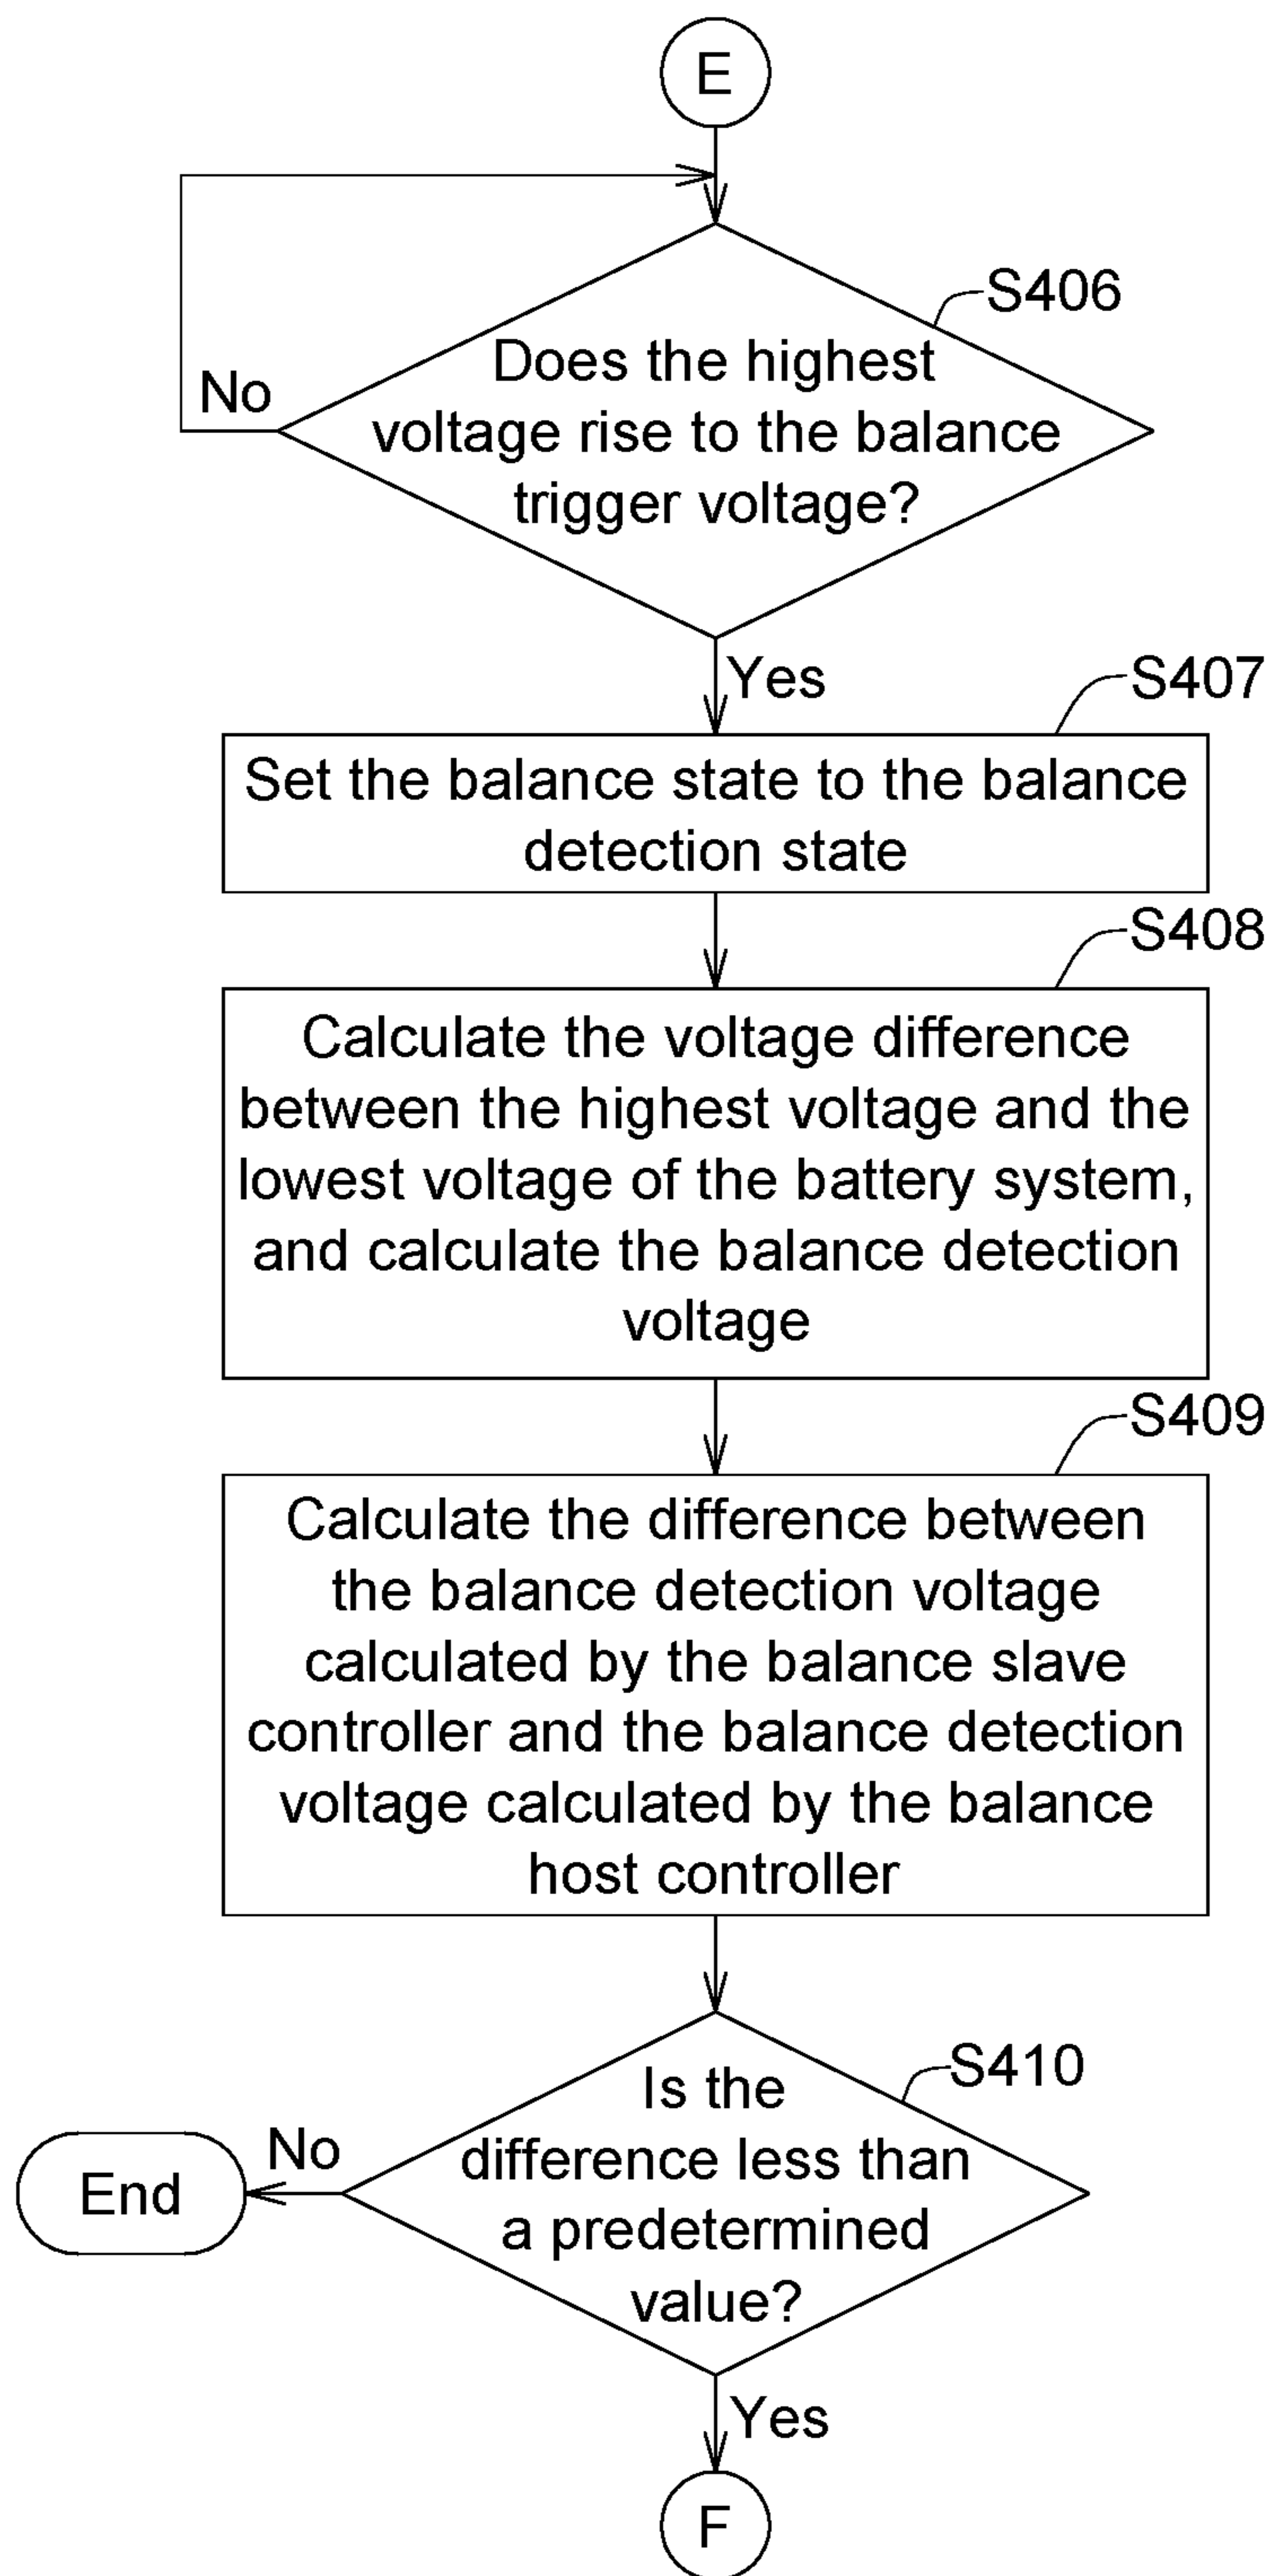 E
S406
Does the highest
voltage rise to the balance
trigger voltage?
No
Yes
S407
Set the balance state to the balance
detection state
S408
Calculate the voltage difference
between the highest voltage and the
lowest voltage of the battery system,
and calculate the balance detection
voltage
S409
Calculate the difference between
the balance detection voltage
calculated by the balance slave
controller and the balance detection
voltage calculated by the balance
host controller
S410
Is the
difference less than
a predetermined
value?
No
End
Yes
F